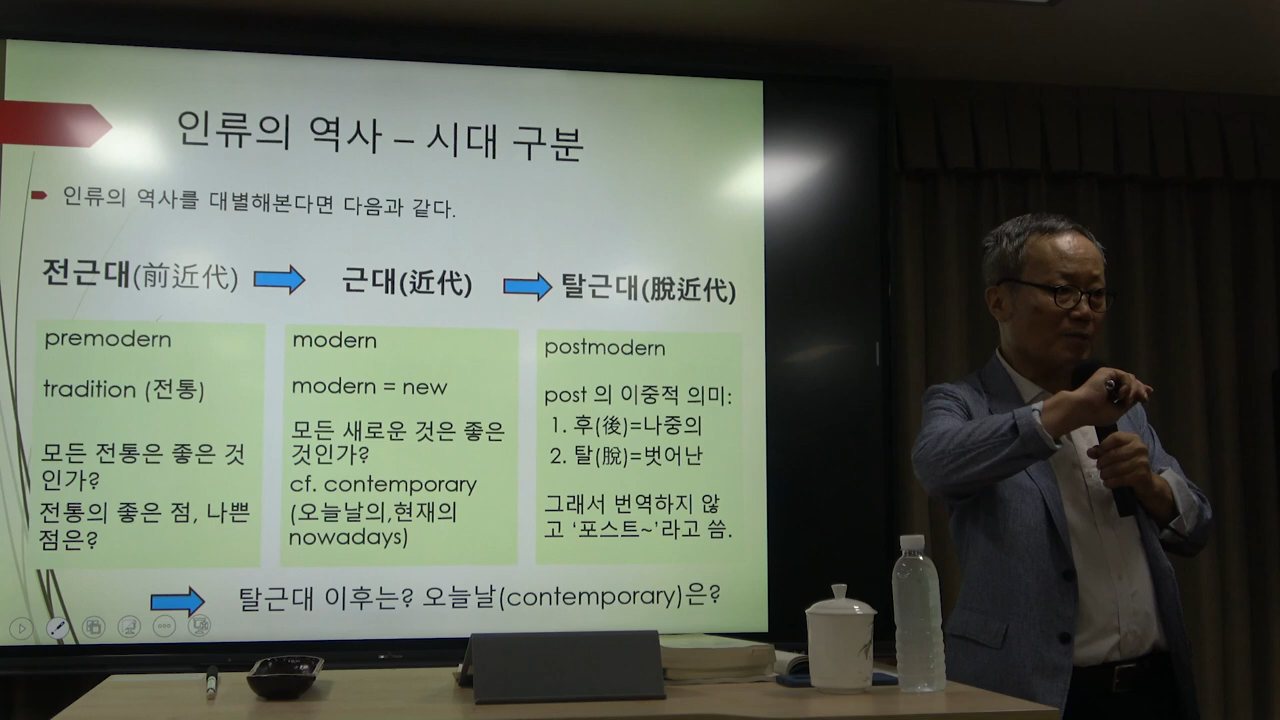 인류의 역사 – 시대 구분
인류의 역사를 대별해본다면 다음과 같다.
전근대(前近代)
근대(近代)
탈근대(脫近代)
premodern
tradition (전통)
모든 전통은 좋은 것
인가?
전통의 좋은 점, 나쁜
점은?
modern
modern = new
모든 새로운 것은 좋은
것인가?
cf. contemporary
(오늘날의,현재의
nowadays)
postmodern
post 의 이중적 의미:
1. 후(後)=나중의
2. 탈(脫)=벗어난
그래서 번역하지 않
고 ‘포스트~’라고 씀.
탈근대 이후는? 오늘날(contemporary)은?